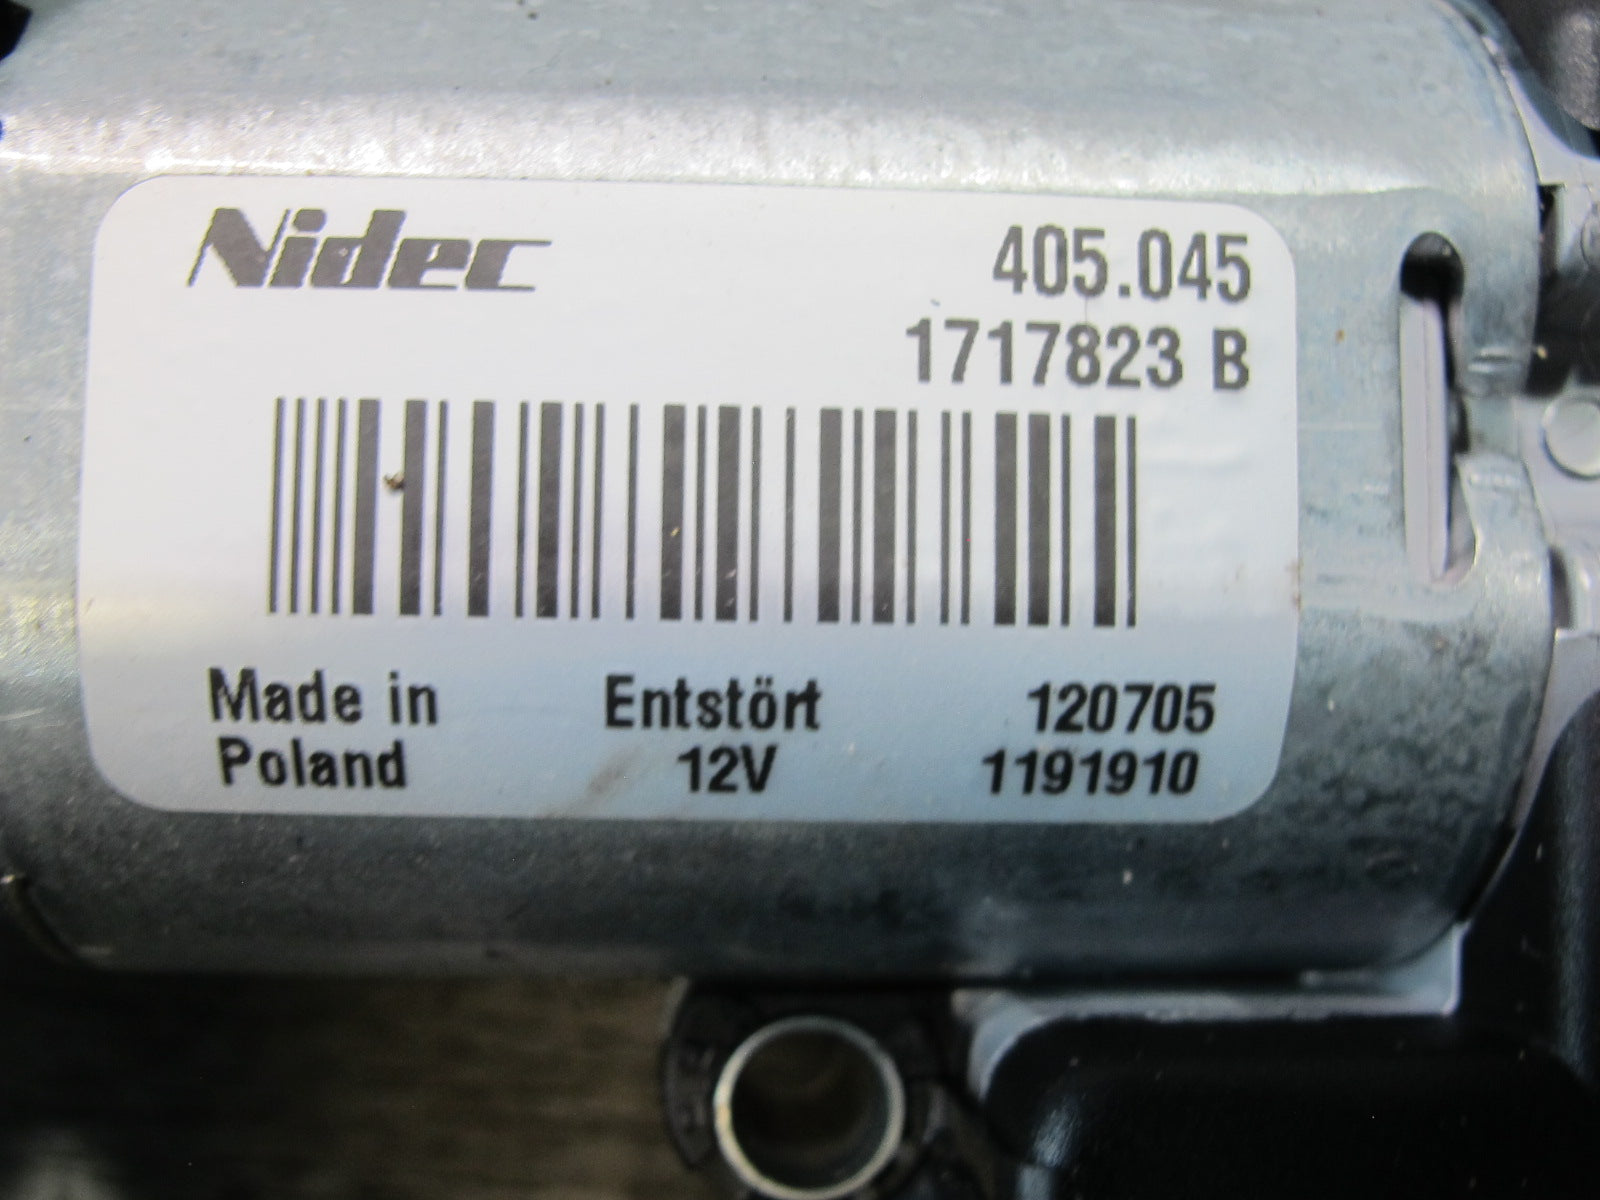 Nidec
405.045
1717823 B
Made in Entstört 120705
Poland 12V 1191910